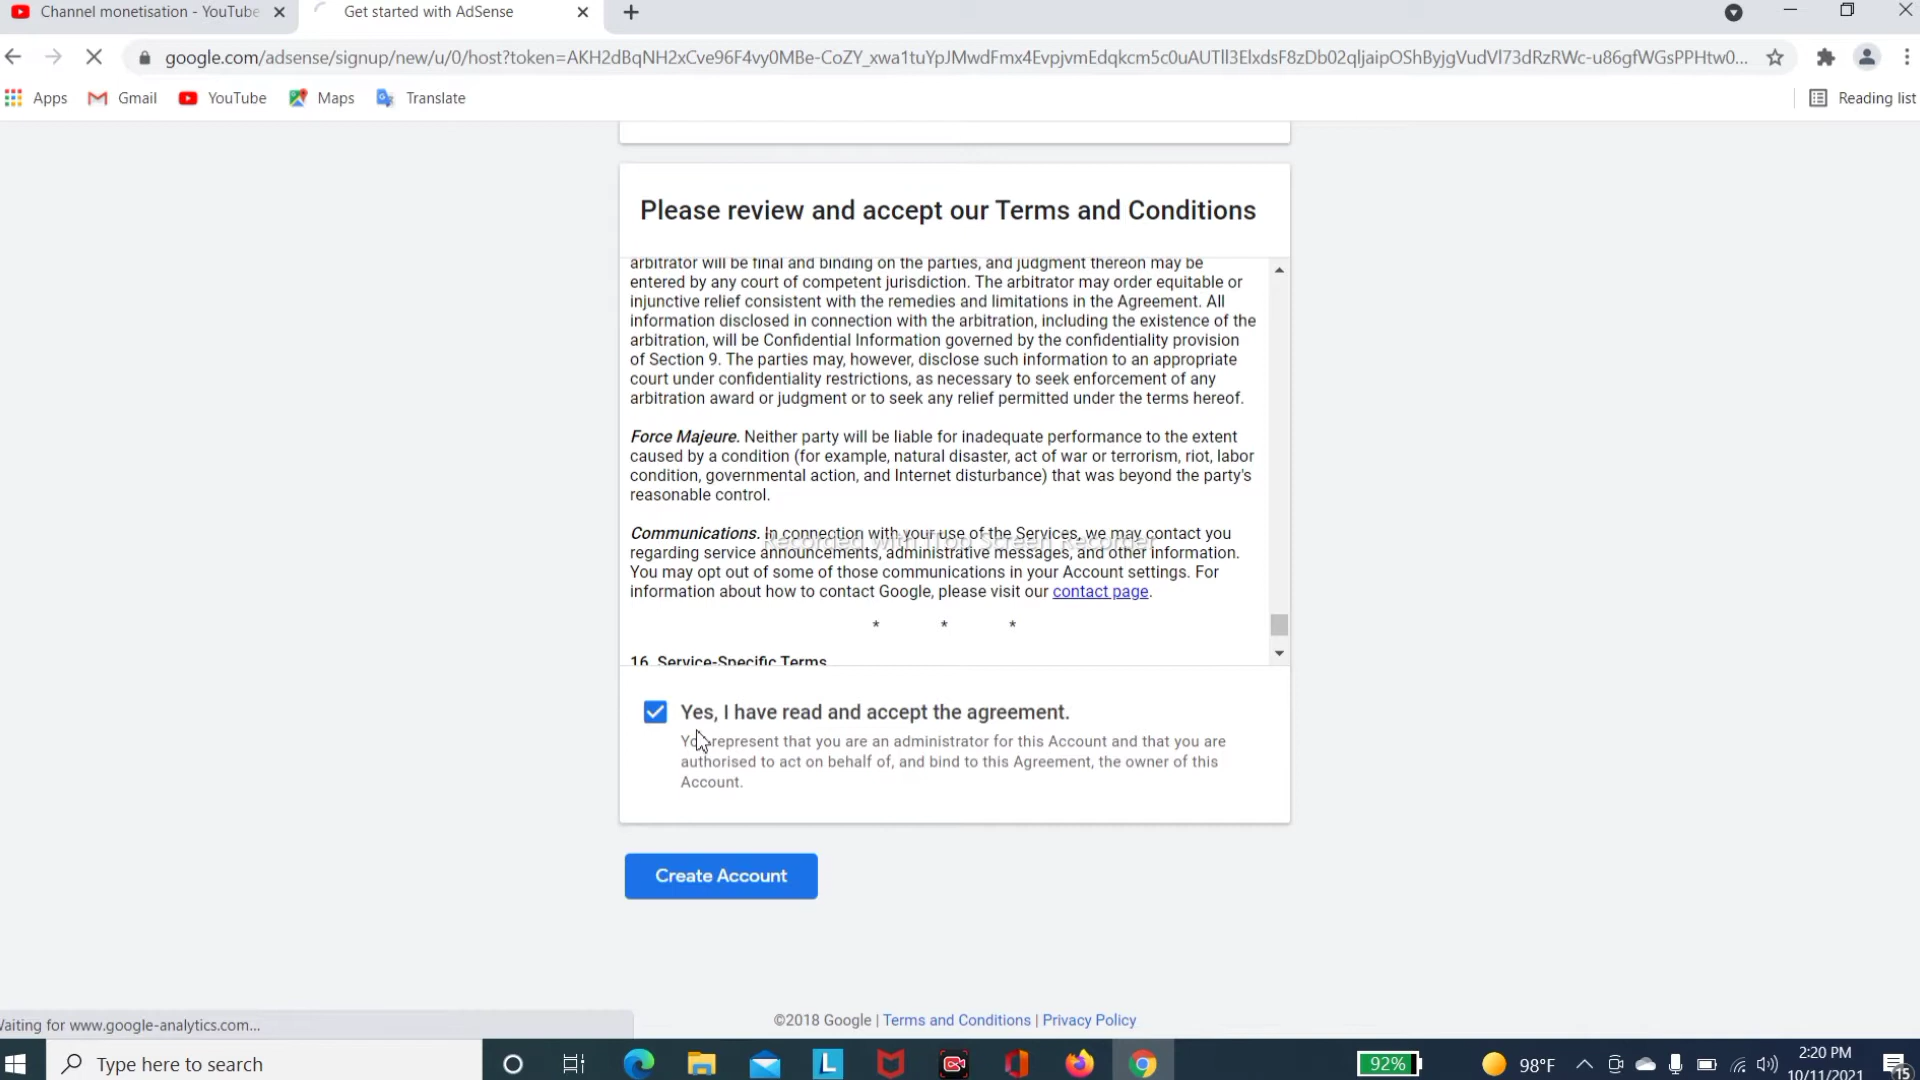 Channel monetisation - YouTube
Get started with AdSense
google.com/adsense/signup/new/u/0/host?token=AKH2dBqNH2xCve96F4vy0MBe-CoZY_xwa1tuYpJMwdFmx4EvpjvmEdqkcm5c0uAUTll3ElxdsF8zDb02qljaipOShByjgVudVl73dRzRWc-u86gfWGsPPHtw0...
Apps Gmail YouTube Maps Translate Reading list
Please review and accept our Terms and Conditions
arbitrator will be final and binding on the parties, and judgment thereon may be
entered by any court of competent jurisdiction. The arbitrator may order equitable or
injunctive relief consistent with the remedies and limitations in the Agreement. All
information disclosed in connection with the arbitration, including the existence of the
arbitration, will be Confidential Information governed by the confidentiality provision
of Section 9. The parties may, however, disclose such information to an appropriate
court under confidentiality restrictions, as necessary to seek enforcement of any
arbitration award or judgment or to seek any relief permitted under the terms hereof.
Force Majeure. Neither party will be liable for inadequate performance to the extent
caused by a condition (for example, natural disaster, act of war or terrorism, riot, labor
condition, governmental action, and Internet disturbance) that was beyond the party's
reasonable control.
Communications. In connection with your use of the Services, we may contact you
Recorded with iTop Screen Recorder
regarding service announcements, administrative messages, and other information.
You may opt out of some of those communications in your Account settings. For
information about how to contact Google, please visit our contact page.
* * *
16. Service-Specific Terms
Yes, I have read and accept the agreement.
You represent that you are an administrator for this Account and that you are
authorised to act on behalf of, and bind to this Agreement, the owner of this
Account.
Create Account
©2018 Google | Terms and Conditions | Privacy Policy
Waiting for www.google-analytics.com...
Type here to search
L
92%
98°F
2:20 PM
10/11/2021
15